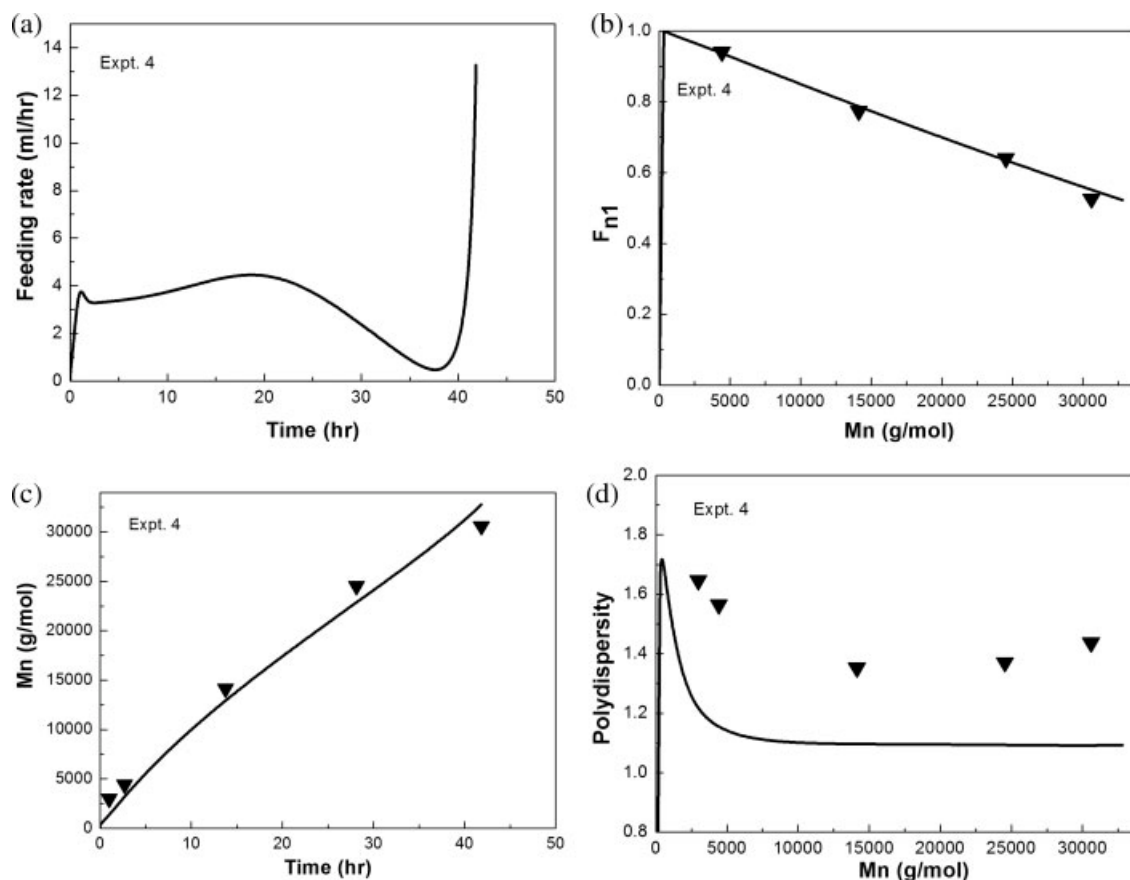 (a)
Expt. 4
Feeding rate (ml/hr)
14
12
10
8
6
4
2
0
0 10 20 30 40 50
Time (hr)
(b)
Expt. 4
F_n1
1.0
0.8
0.6
0.4
0.2
0.0
0 5000 10000 15000 20000 25000 30000
Mn (g/mol)
(c)
Expt. 4
Mn (g/mol)
30000
25000
20000
15000
10000
5000
0
0 10 20 30 40 50
Time (hr)
(d)
Expt. 4
Polydispersity
2.0
1.8
1.6
1.4
1.2
1.0
0.8
0 5000 10000 15000 20000 25000 30000
Mn (g/mol)